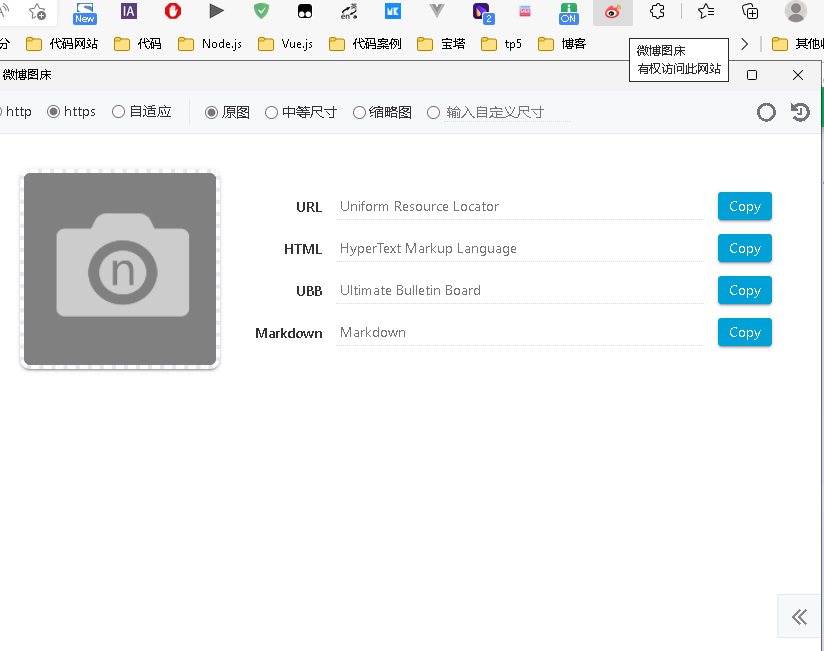 New
IA
en
2
ON
分 代码网站 代码 Node.js Vue.js 代码案例 宝塔 tp5 博客 其他
微博图床
有权访问此网站
微博图床
http https 自适应 原图 中等尺寸 缩略图 输入自定义尺寸
n
URL Uniform Resource Locator Copy
HTML HyperText Markup Language Copy
UBB Ultimate Bulletin Board Copy
Markdown Markdown Copy